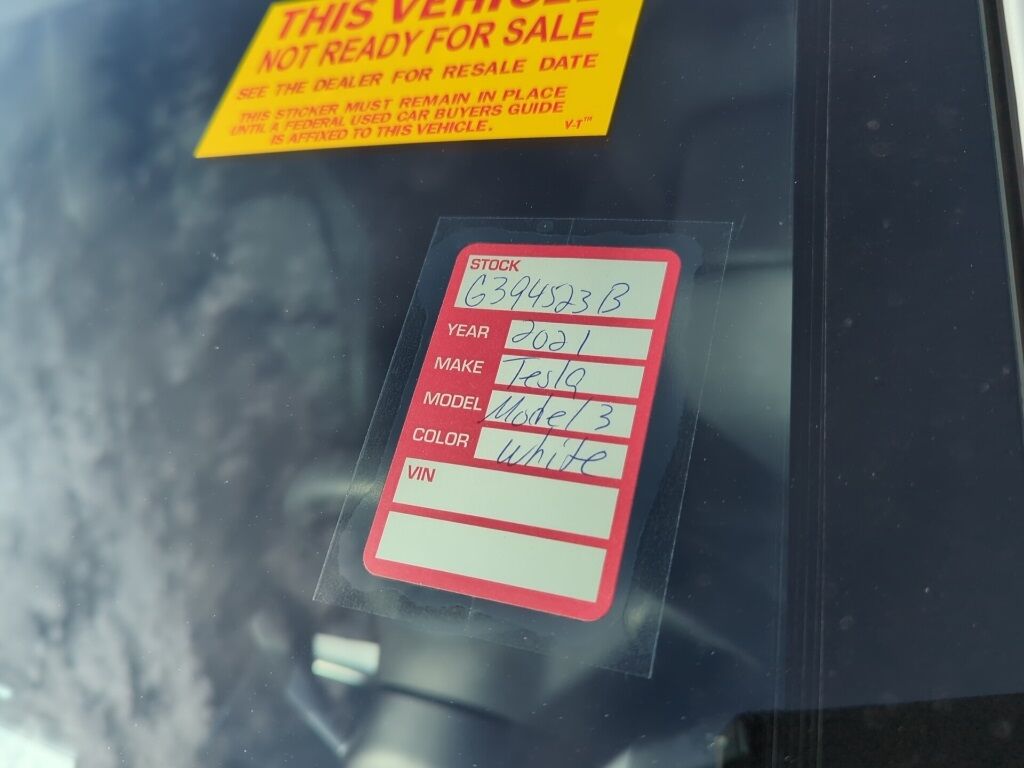 THIS VEHICLE
NOT READY FOR SALE
SEE THE DEALER FOR RESALE DATE
THIS STICKER MUST REMAIN IN PLACE
UNTIL A FEDERAL USED CAR BUYERS GUIDE
IS AFFIXED TO THIS VEHICLE.
V-T™
STOCK
G394523B
YEAR 2021
MAKE Tesla
MODEL Model 3
COLOR White
VIN